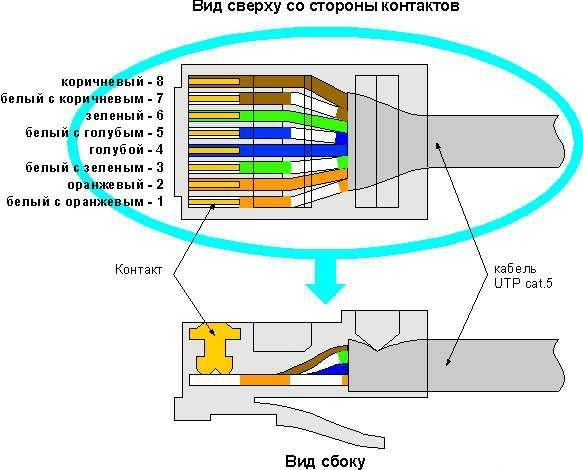 Вид сверху со стороны контактов
коричневый - 8
белый с коричневым - 7
зеленый - 6
белый с голубым - 5
голубой - 4
белый с зеленым - 3
оранжевый - 2
белый с оранжевым - 1
Контакт
кабель
UTP cat.5
Вид сбоку